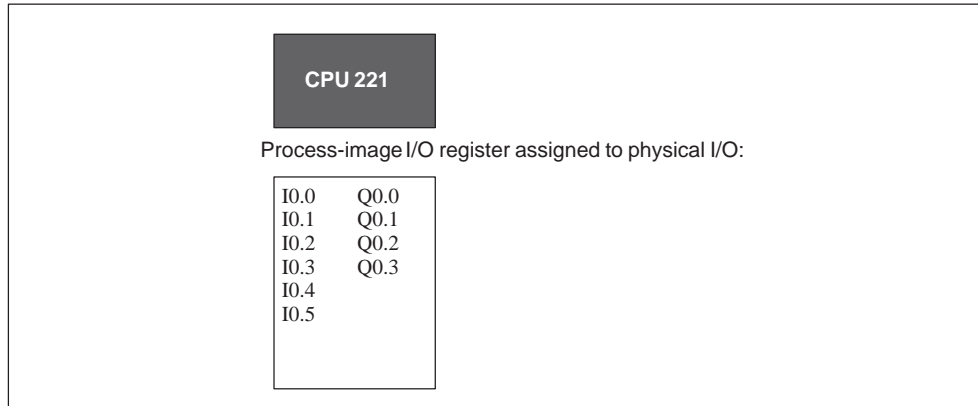 CPU 221
Process-image I/O register assigned to physical I/O:
I0.0 Q0.0
I0.1 Q0.1
I0.2 Q0.2
I0.3 Q0.3
I0.4
I0.5